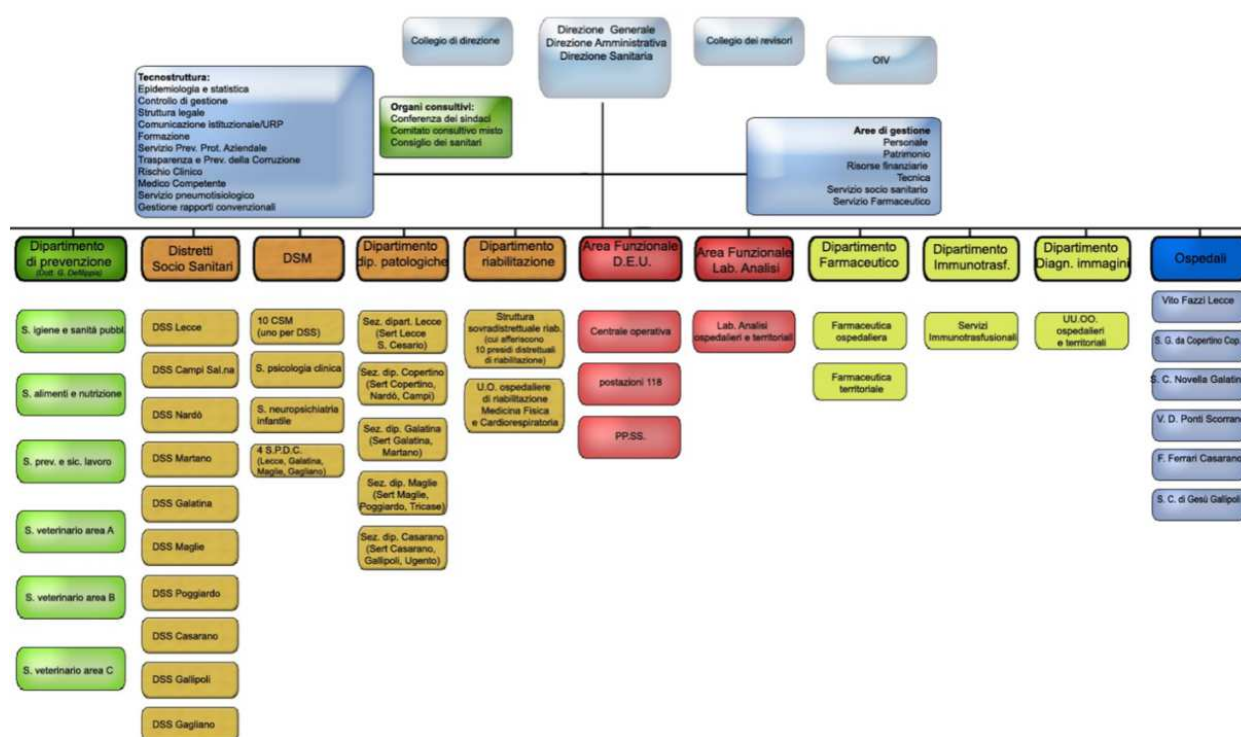 Collegio di direzione
Direzione Generale
Direzione Amministrativa
Direzione Sanitaria
Collegio dei revisori
OIV
Tecnostruttura:
Epidemiologia e statistica
Controllo di gestione
Struttura legale
Comunicazione istituzionale/URP
Formazione
Servizio Prev. Prot. Aziendale
Trasparenza e Prev. della Corruzione
Rischio Clinico
Medico Competente
Servizio pneumotisiologico
Gestione rapporti convenzionali
Organi consultivi:
Conferenza dei sindaci
Comitato consultivo misto
Consiglio dei sanitari
Aree di gestione
Personale
Patrimonio
Risorse finanziarie
Tecnica
Servizio socio sanitario
Servizio Farmaceutico
Dipartimento
di prevenzione
(Dott. G. Defilippis)
S. igiene e sanità pubbl.
S. alimenti e nutrizione
S. prev. e sic. lavoro
S. veterinario area A
S. veterinario area B
S. veterinario area C
Distretti
Socio Sanitari
DSS Lecce
DSS Campi Sal.na
DSS Nardò
DSS Martano
DSS Galatina
DSS Maglie
DSS Poggiardo
DSS Casarano
DSS Gallipoli
DSS Gagliano
DSM
10 CSM
(uno per DSS)
S. psicologia clinica
S. neuropsichiatria
infantile
4 S.P.D.C.
(Lecce, Galatina,
Maglie, Gagliano)
Dipartimento
dip. patologiche
Sez. dipart. Lecce
(Sert Lecce
S. Cesario)
Sez. dip. Copertino
(Sert Copertino,
Nardò, Campi)
Sez. dip. Galatina
(Sert Galatina,
Martano)
Sez. dip. Maglie
(Sert Maglie,
Poggiardo, Tricase)
Sez. dip. Casarano
(Sert Casarano,
Gallipoli, Ugento)
Dipartimento
riabilitazione
Struttura
sovradistrettuale riab.
(cui afferiscono
10 presidi distrettuali
di riabilitazione)
U.O. ospedaliere
di riabilitazione
Medicina Fisica
e Cardiorespiratoria
Area Funzionale
D.E.U.
Centrale operativa
postazioni 118
PP.SS.
Area Funzionale
Lab. Analisi
Lab. Analisi
ospedalieri e territoriali
Dipartimento
Farmaceutico
Farmaceutica
ospedaliera
Farmaceutica
territoriale
Dipartimento
Immunotrasf.
Servizi
Immunotrasfusionali
Dipartimento
Diagn. immagini
UU.OO.
ospedalieri
e territoriali
Ospedali
Vito Fazzi Lecce
S. G. da Copertino Cop.
S. C. Novella Galatin
V. D. Ponti Scorrano
F. Ferrari Casarano
S. C. di Gesù Gallipoli